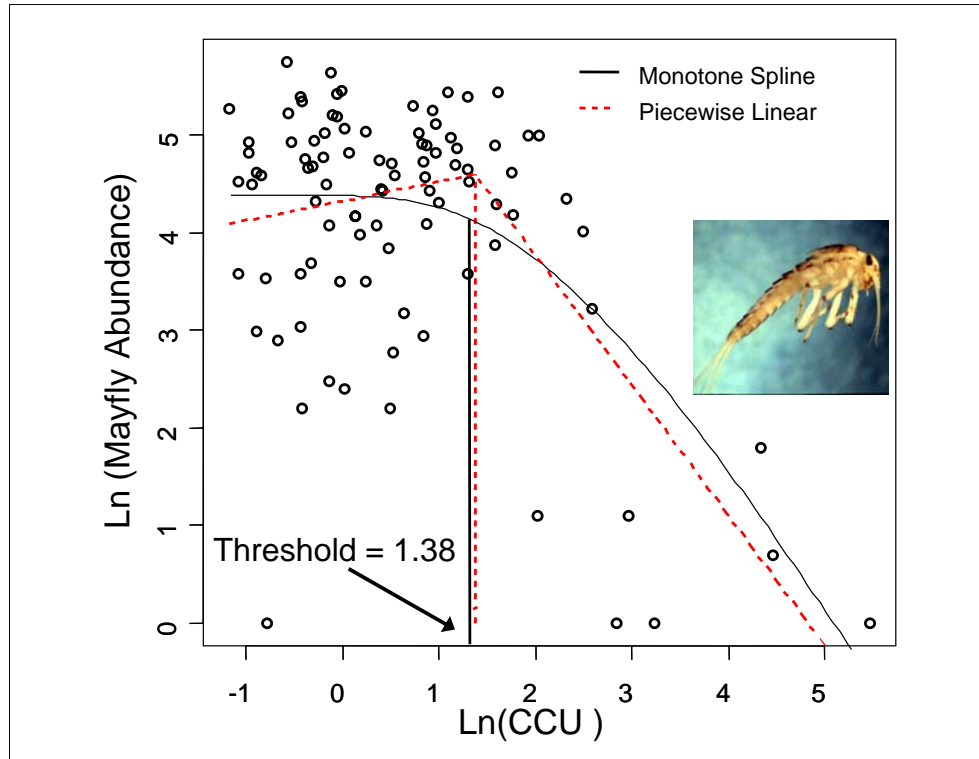 Monotone Spline
Piecewise Linear
5
4
3
2
1
0
Ln (Mayfly Abundance)
Threshold = 1.38
-1 0 1 2 3 4 5
Ln(CCU )